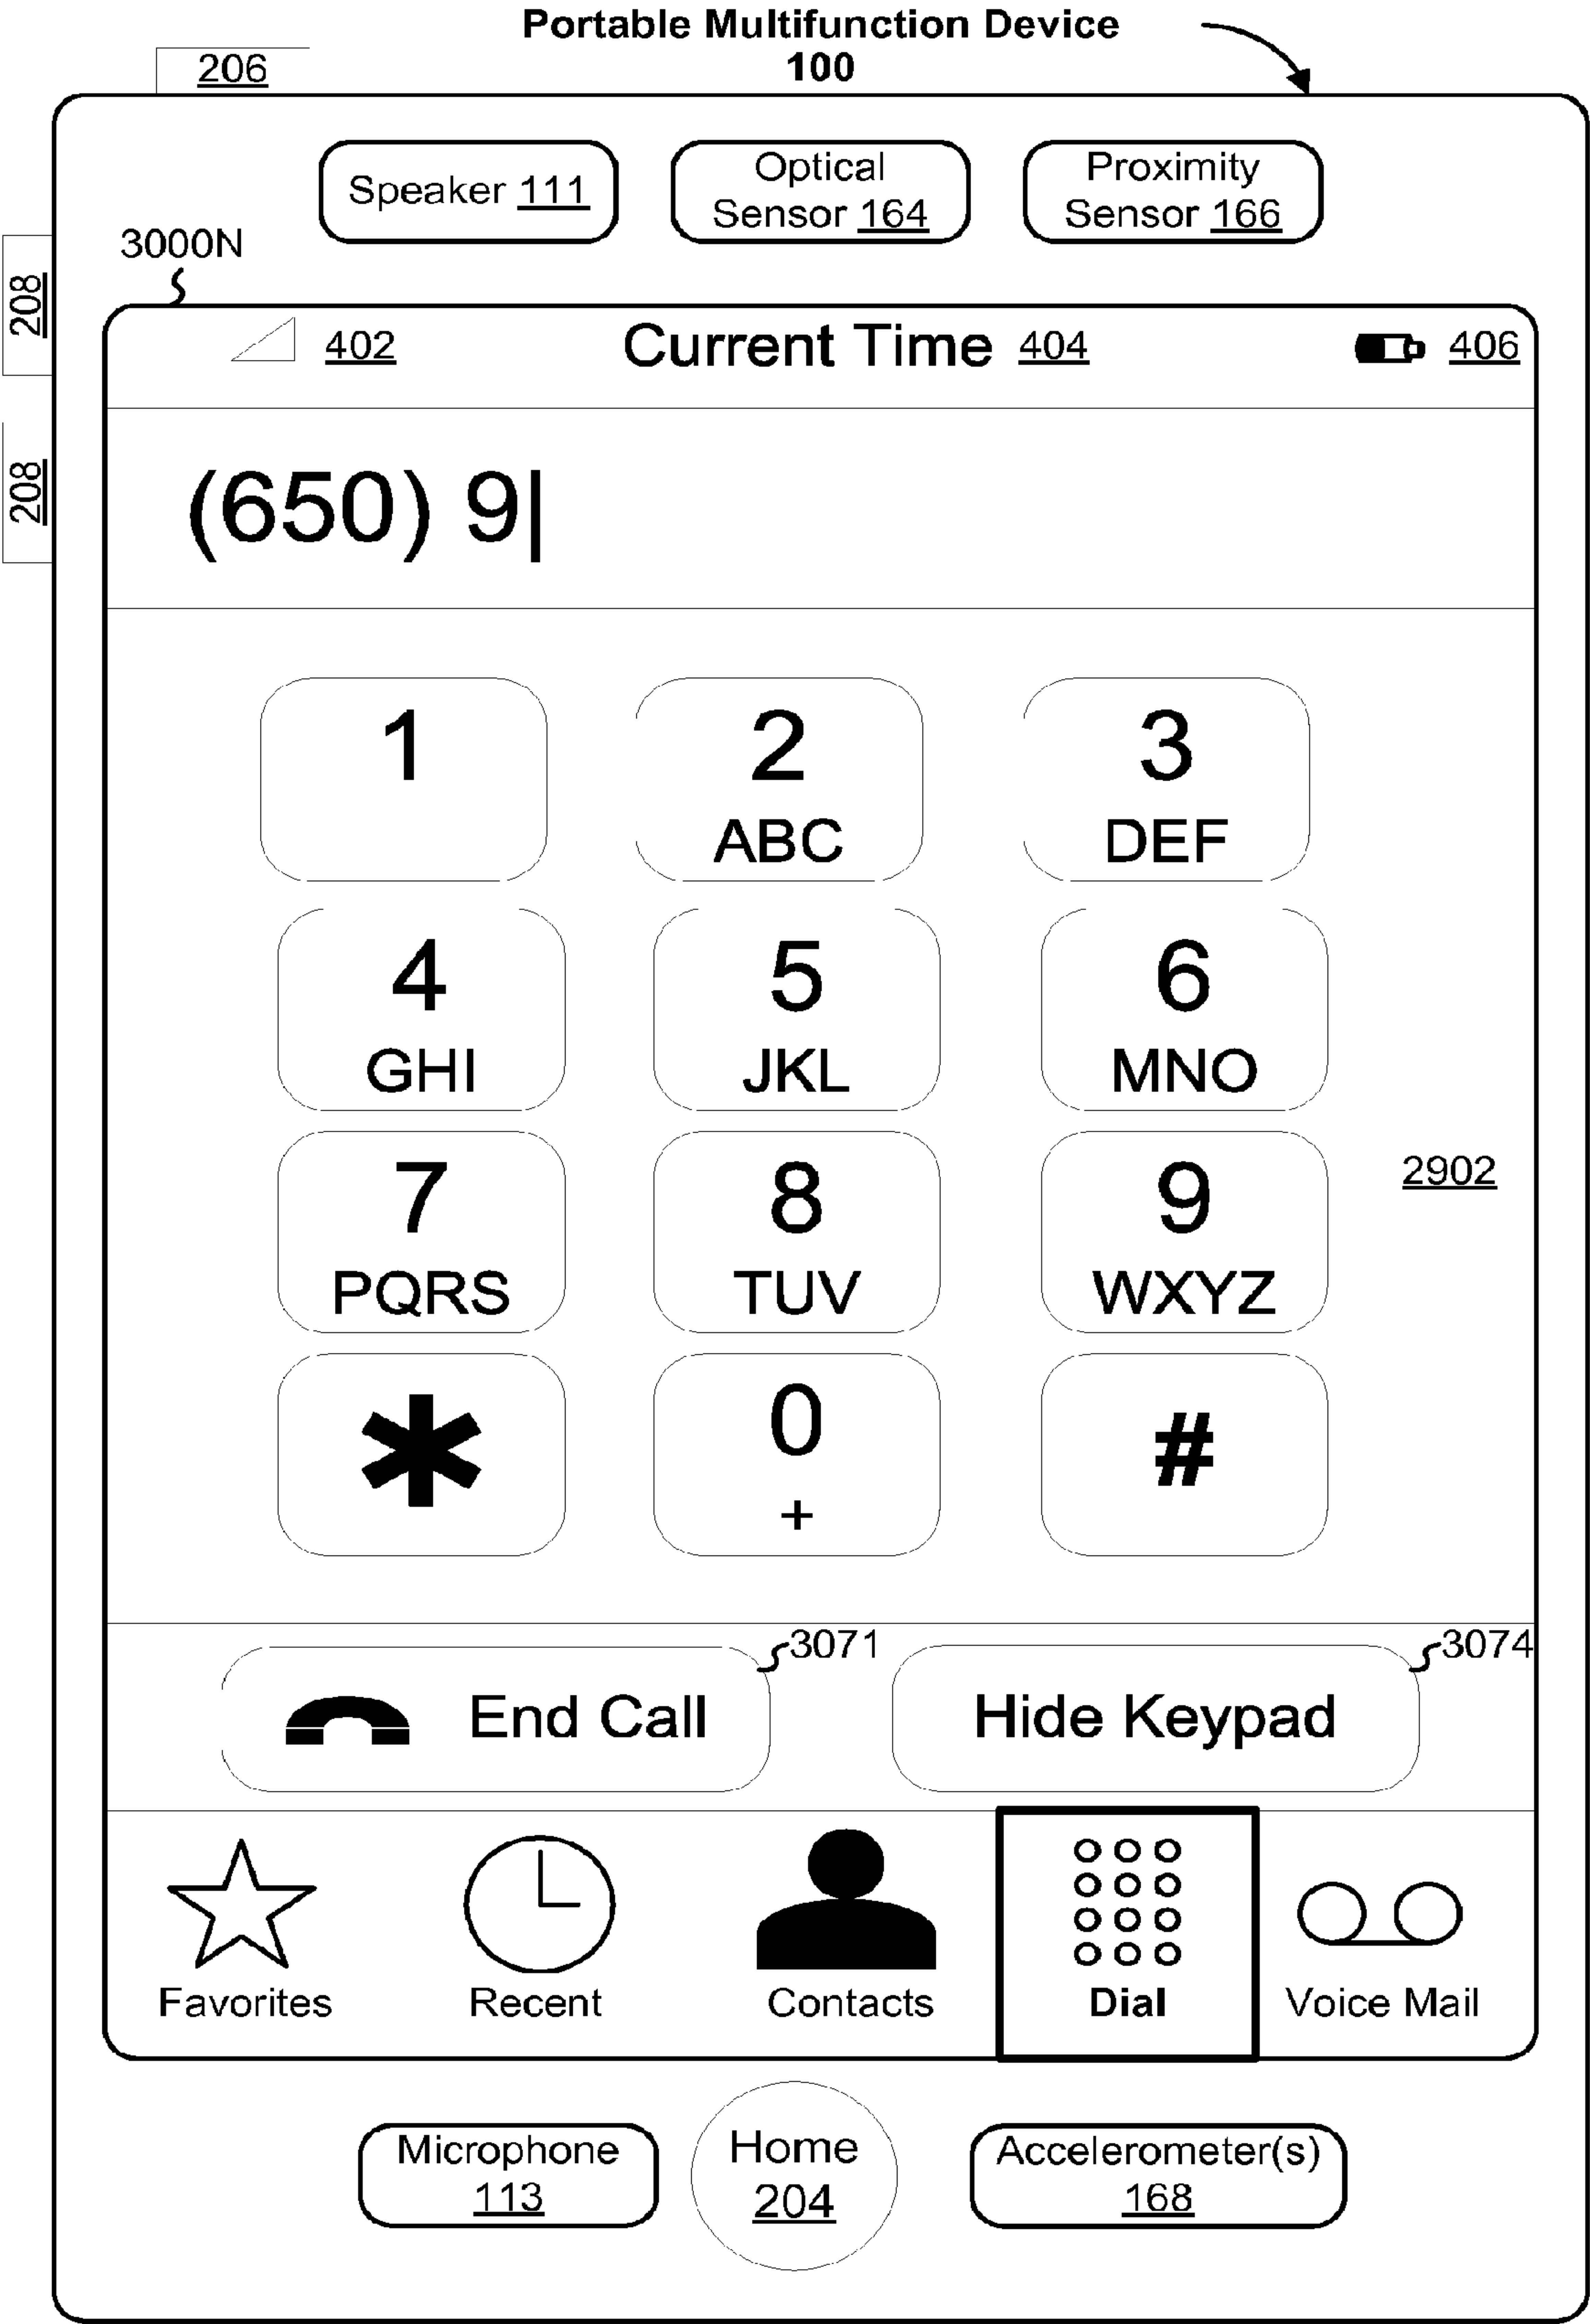 Portable Multifunction Device
100
206
Speaker 111
Optical
Sensor 164
Proximity
Sensor 166
3000N
208
208
402
Current Time 404
406
(650) 9
1
2
ABC
3
DEF
4
GHI
5
JKL
6
MNO
7
PQRS
8
TUV
9
WXYZ
2902
*
0
+
#
3071
3074
End Call
Hide Keypad
Favorites
Recent
Contacts
Dial
Voice Mail
Microphone
113
Home
204
Accelerometer(s)
168